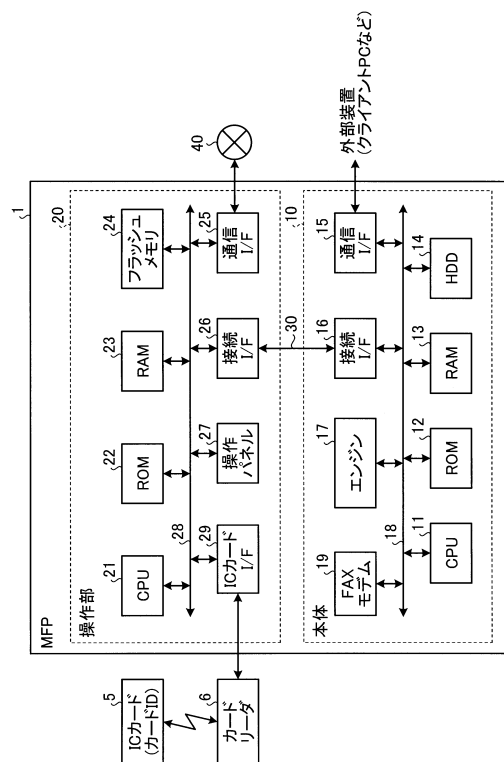 MFP
1
操作部
20
21
CPU
22
ROM
23
RAM
24
フラッシュ
メモリ
28
29
ICカード
I/F
27
操作
パネル
26
接続
I/F
25
通信
I/F
40
5
ICカード
(カードID)
6
カード
リーダ
30
本体
10
19
FAX
モデム
17
エンジン
16
接続
I/F
15
通信
I/F
外部装置
(クライアントPCなど)
18
11
CPU
12
ROM
13
RAM
14
HDD